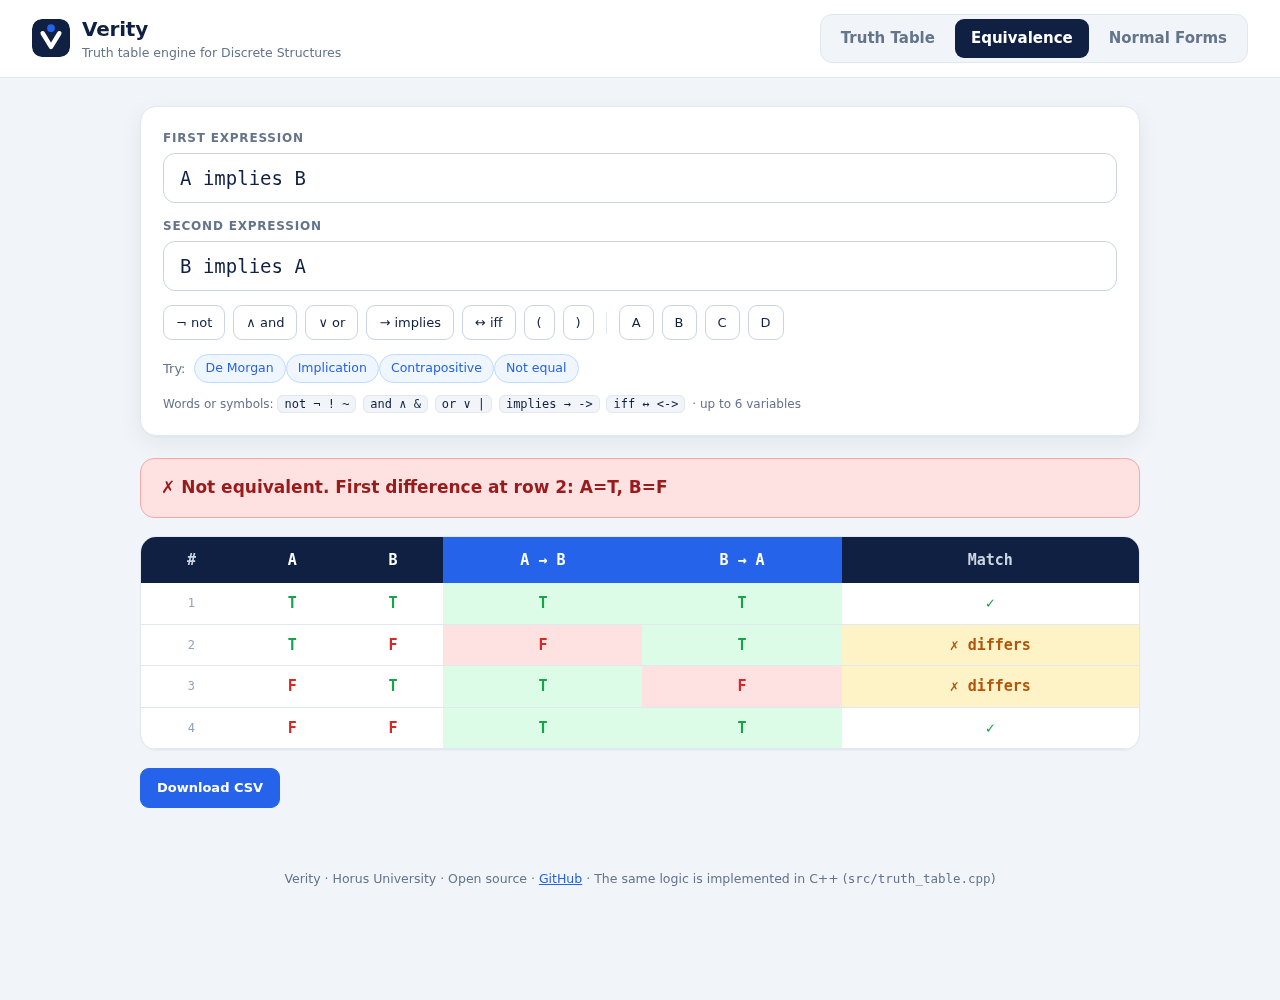 Verity
Truth table engine for Discrete Structures
Truth Table Equivalence Normal Forms
FIRST EXPRESSION
A implies B
SECOND EXPRESSION
B implies A
¬ not ∧ and ∨ or → implies ↔ iff ( ) A B C D
Try: De Morgan Implication Contrapositive Not equal
Words or symbols: not ¬ ! ~ and ∧ & or ∨ | implies → -> iff ↔ <-> · up to 6 variables
✗ Not equivalent. First difference at row 2: A=T, B=F
# A B A → B B → A Match
1 T T T T ✓
2 T F F T ✗ differs
3 F T T F ✗ differs
4 F F T T ✓
Download CSV
Verity · Horus University · Open source · GitHub · The same logic is implemented in C++ (src/truth_table.cpp)